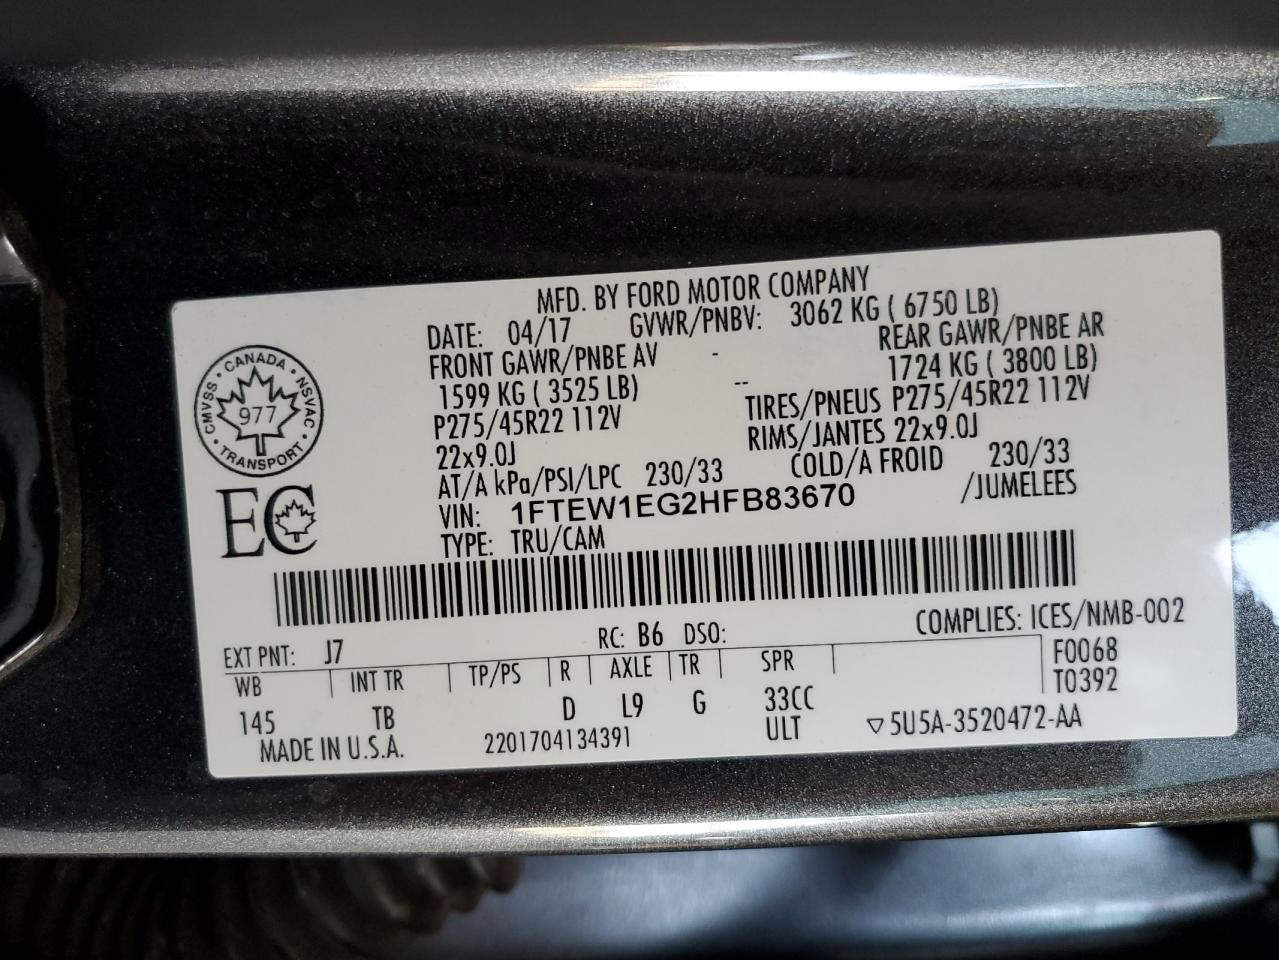 MFD. BY FORD MOTOR COMPANY
DATE: 04/17 GVWR/PNBV: 3062 KG ( 6750 LB)
FRONT GAWR/PNBE AV - REAR GAWR/PNBE AR
1599 KG ( 3525 LB) -- 1724 KG ( 3800 LB)
P275/45R22 112V TIRES/PNEUS P275/45R22 112V
22x9.0J RIMS/JANTES 22x9.0J
AT/A kPa/PSI/LPC 230/33 COLD/A FROID 230/33
VIN: 1FTEW1EG2HFB83670 /JUMELEES
TYPE: TRU/CAM
CANADA
CMVSS • NSVAC
977
TRANSPORT
EC
COMPLIES: ICES/NMB-002
EXT PNT: J7 RC: B6 DSO:
WB INT TR TP/PS R AXLE TR SPR F0068
T0392
145 TB D L9 G 33CC
ULT ▽5U5A-3520472-AA
MADE IN U.S.A. 2201704134391